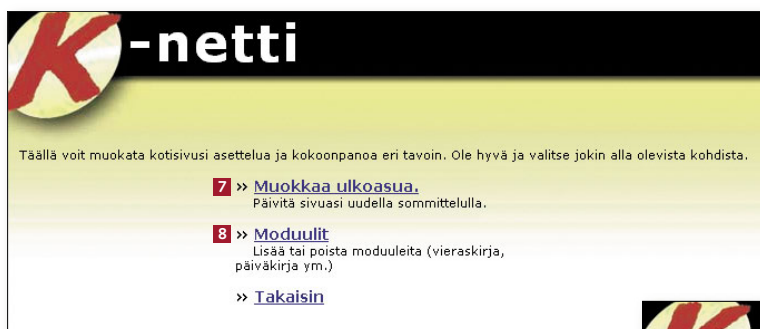 K-netti
Täällä voit muokata kotisivusi asettelua ja kokoonpanoa eri tavoin. Ole hyvä ja valitse jokin alla olevista kohdista.
7 » Muokkaa ulkoasua.
Päivitä sivuasi uudella sommittelulla.
8 » Moduulit
Lisää tai poista moduuleita (vieraskirja,
päiväkirja ym.)
» Takaisin